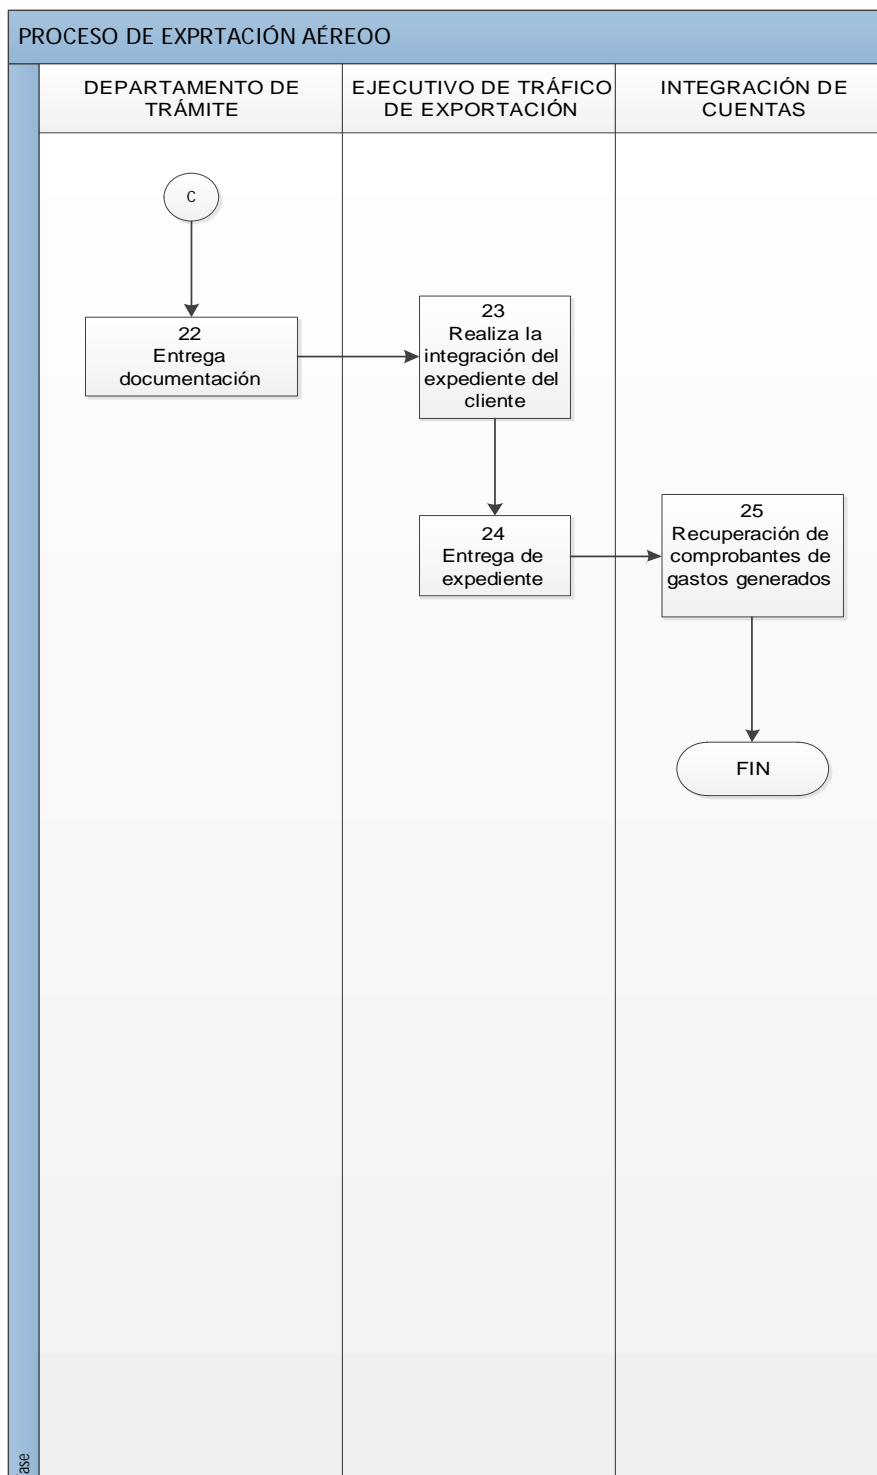 PROCESO DE EXPRTACIÓN AÉREOO
DEPARTAMENTO DE
TRÁMITE
EJECUTIVO DE TRÁFICO
DE EXPORTACIÓN
INTEGRACIÓN DE
CUENTAS
C
22
Entrega
documentación
23
Realiza la
integración del
expediente del
cliente
24
Entrega de
expediente
25
Recuperación de
comprobantes de
gastos generados
FIN